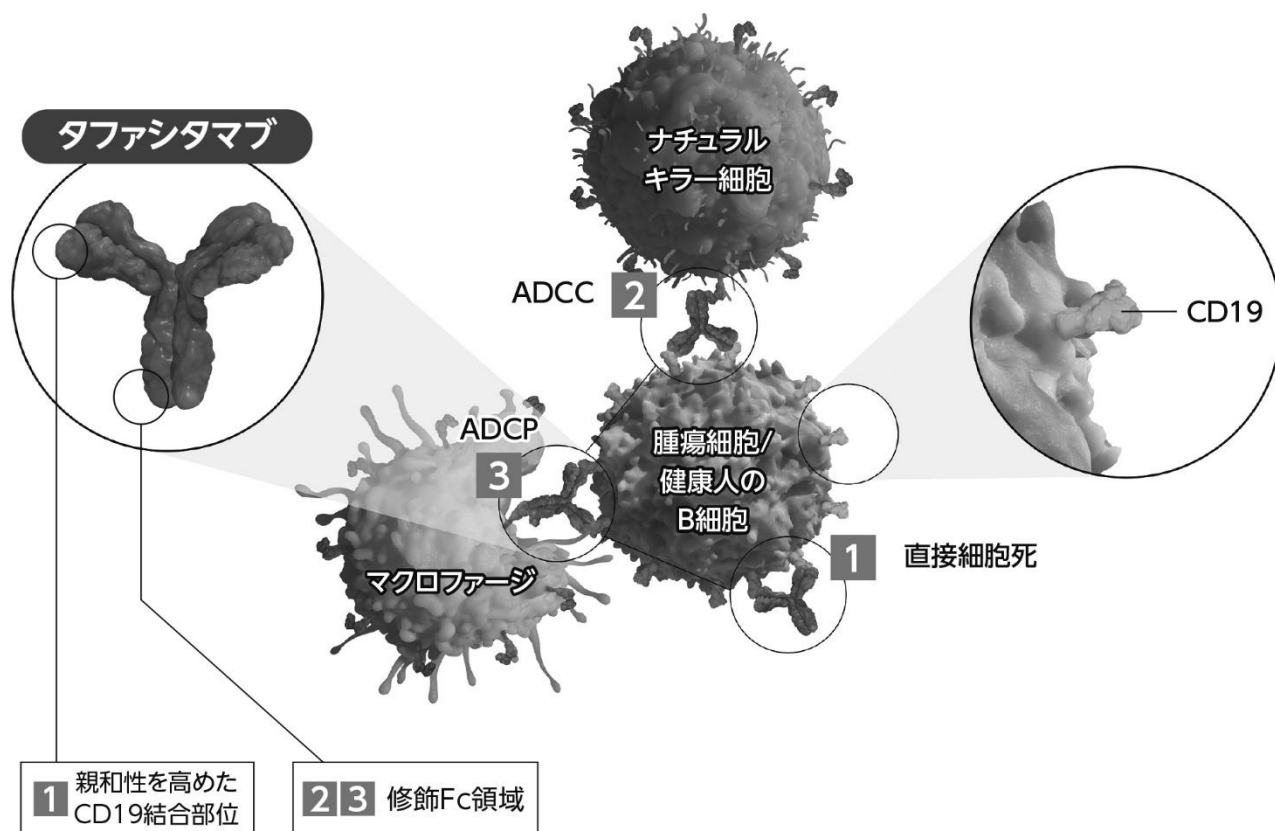 タファシタマブ
ナチュラル
キラー細胞
ADCC 2
CD19
ADCP
3
腫瘍細胞/
健康人の
B細胞
1 直接細胞死
マクロファージ
1 親和性を高めた
CD19結合部位
2 3 修飾Fc領域